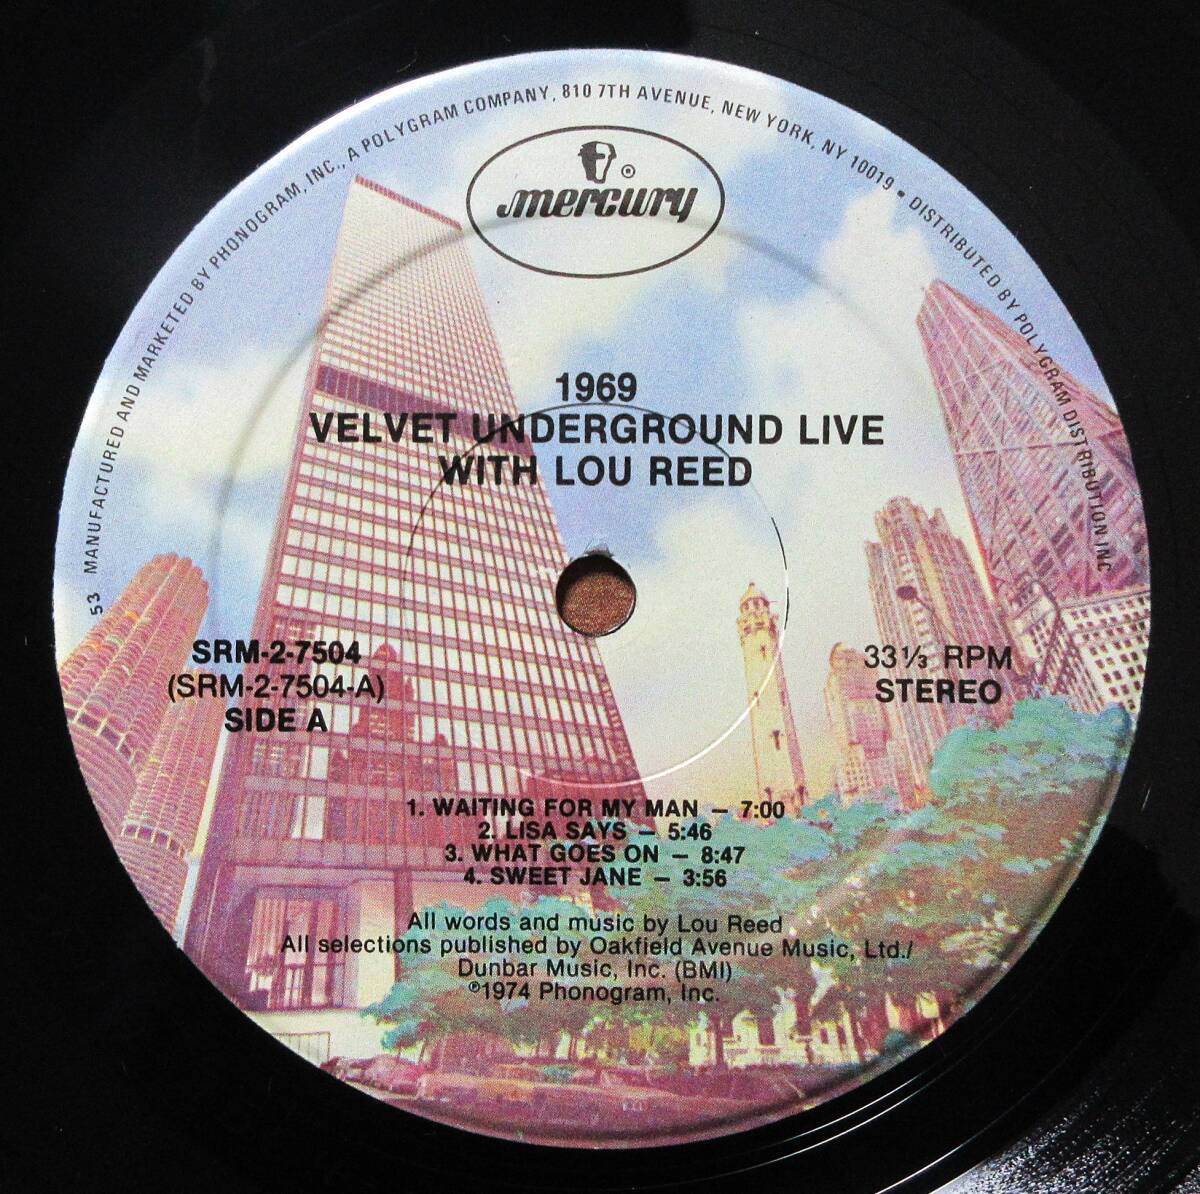 53 MANUFACTURED AND MARKETED BY PHONOGRAM, INC., A POLYGRAM COMPANY, 810 7TH AVENUE, NEW YORK, NY 10019 • DISTRIBUTED BY POLYGRAM DISTRIBUTION INC
®
mercury
1969
VELVET UNDERGROUND LIVE
WITH LOU REED
SRM-2-7504
(SRM-2-7504-A)
SIDE A
33 1/3 RPM
STEREO
1. WAITING FOR MY MAN – 7:00
2. LISA SAYS – 5:46
3. WHAT GOES ON – 8:47
4. SWEET JANE – 3:56
All words and music by Lou Reed
All selections published by Oakfield Avenue Music, Ltd./
Dunbar Music, Inc. (BMI)
℗1974 Phonogram, Inc.